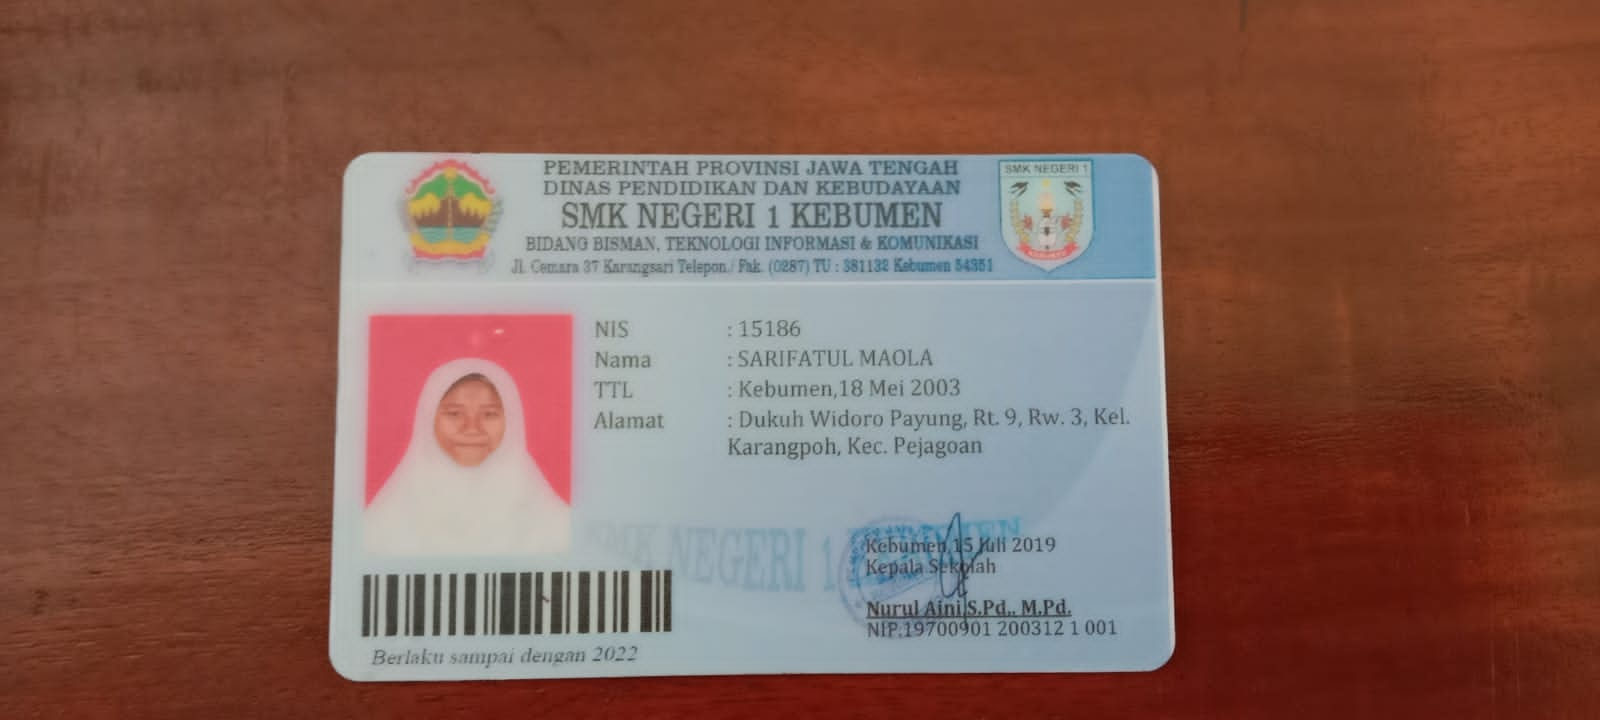 PEMERINTAH PROVINSI JAWA TENGAH
DINAS PENDIDIKAN DAN KEBUDAYAAN
SMK NEGERI 1 KEBUMEN
BIDANG BISMAN, TEKNOLOGI INFORMASI & KOMUNIKASI
Jl. Cemara 37 Karangsari Telepon./ Fak. (0287) TU : 381132 Kebumen 54351
SMK NEGERI 1
NIS : 15186
Nama : SARIFATUL MAOLA
TTL : Kebumen,18 Mei 2003
Alamat : Dukuh Widoro Payung, Rt. 9, Rw. 3, Kel.
Karangpoh, Kec. Pejagoan
SMK NEGERI 1 KEBUMEN
Kebumen,15 Juli 2019
Kepala Sekolah
Nurul Aini,S.Pd., M.Pd.
NIP.19700901 200312 1 001
Berlaku sampai dengan 2022